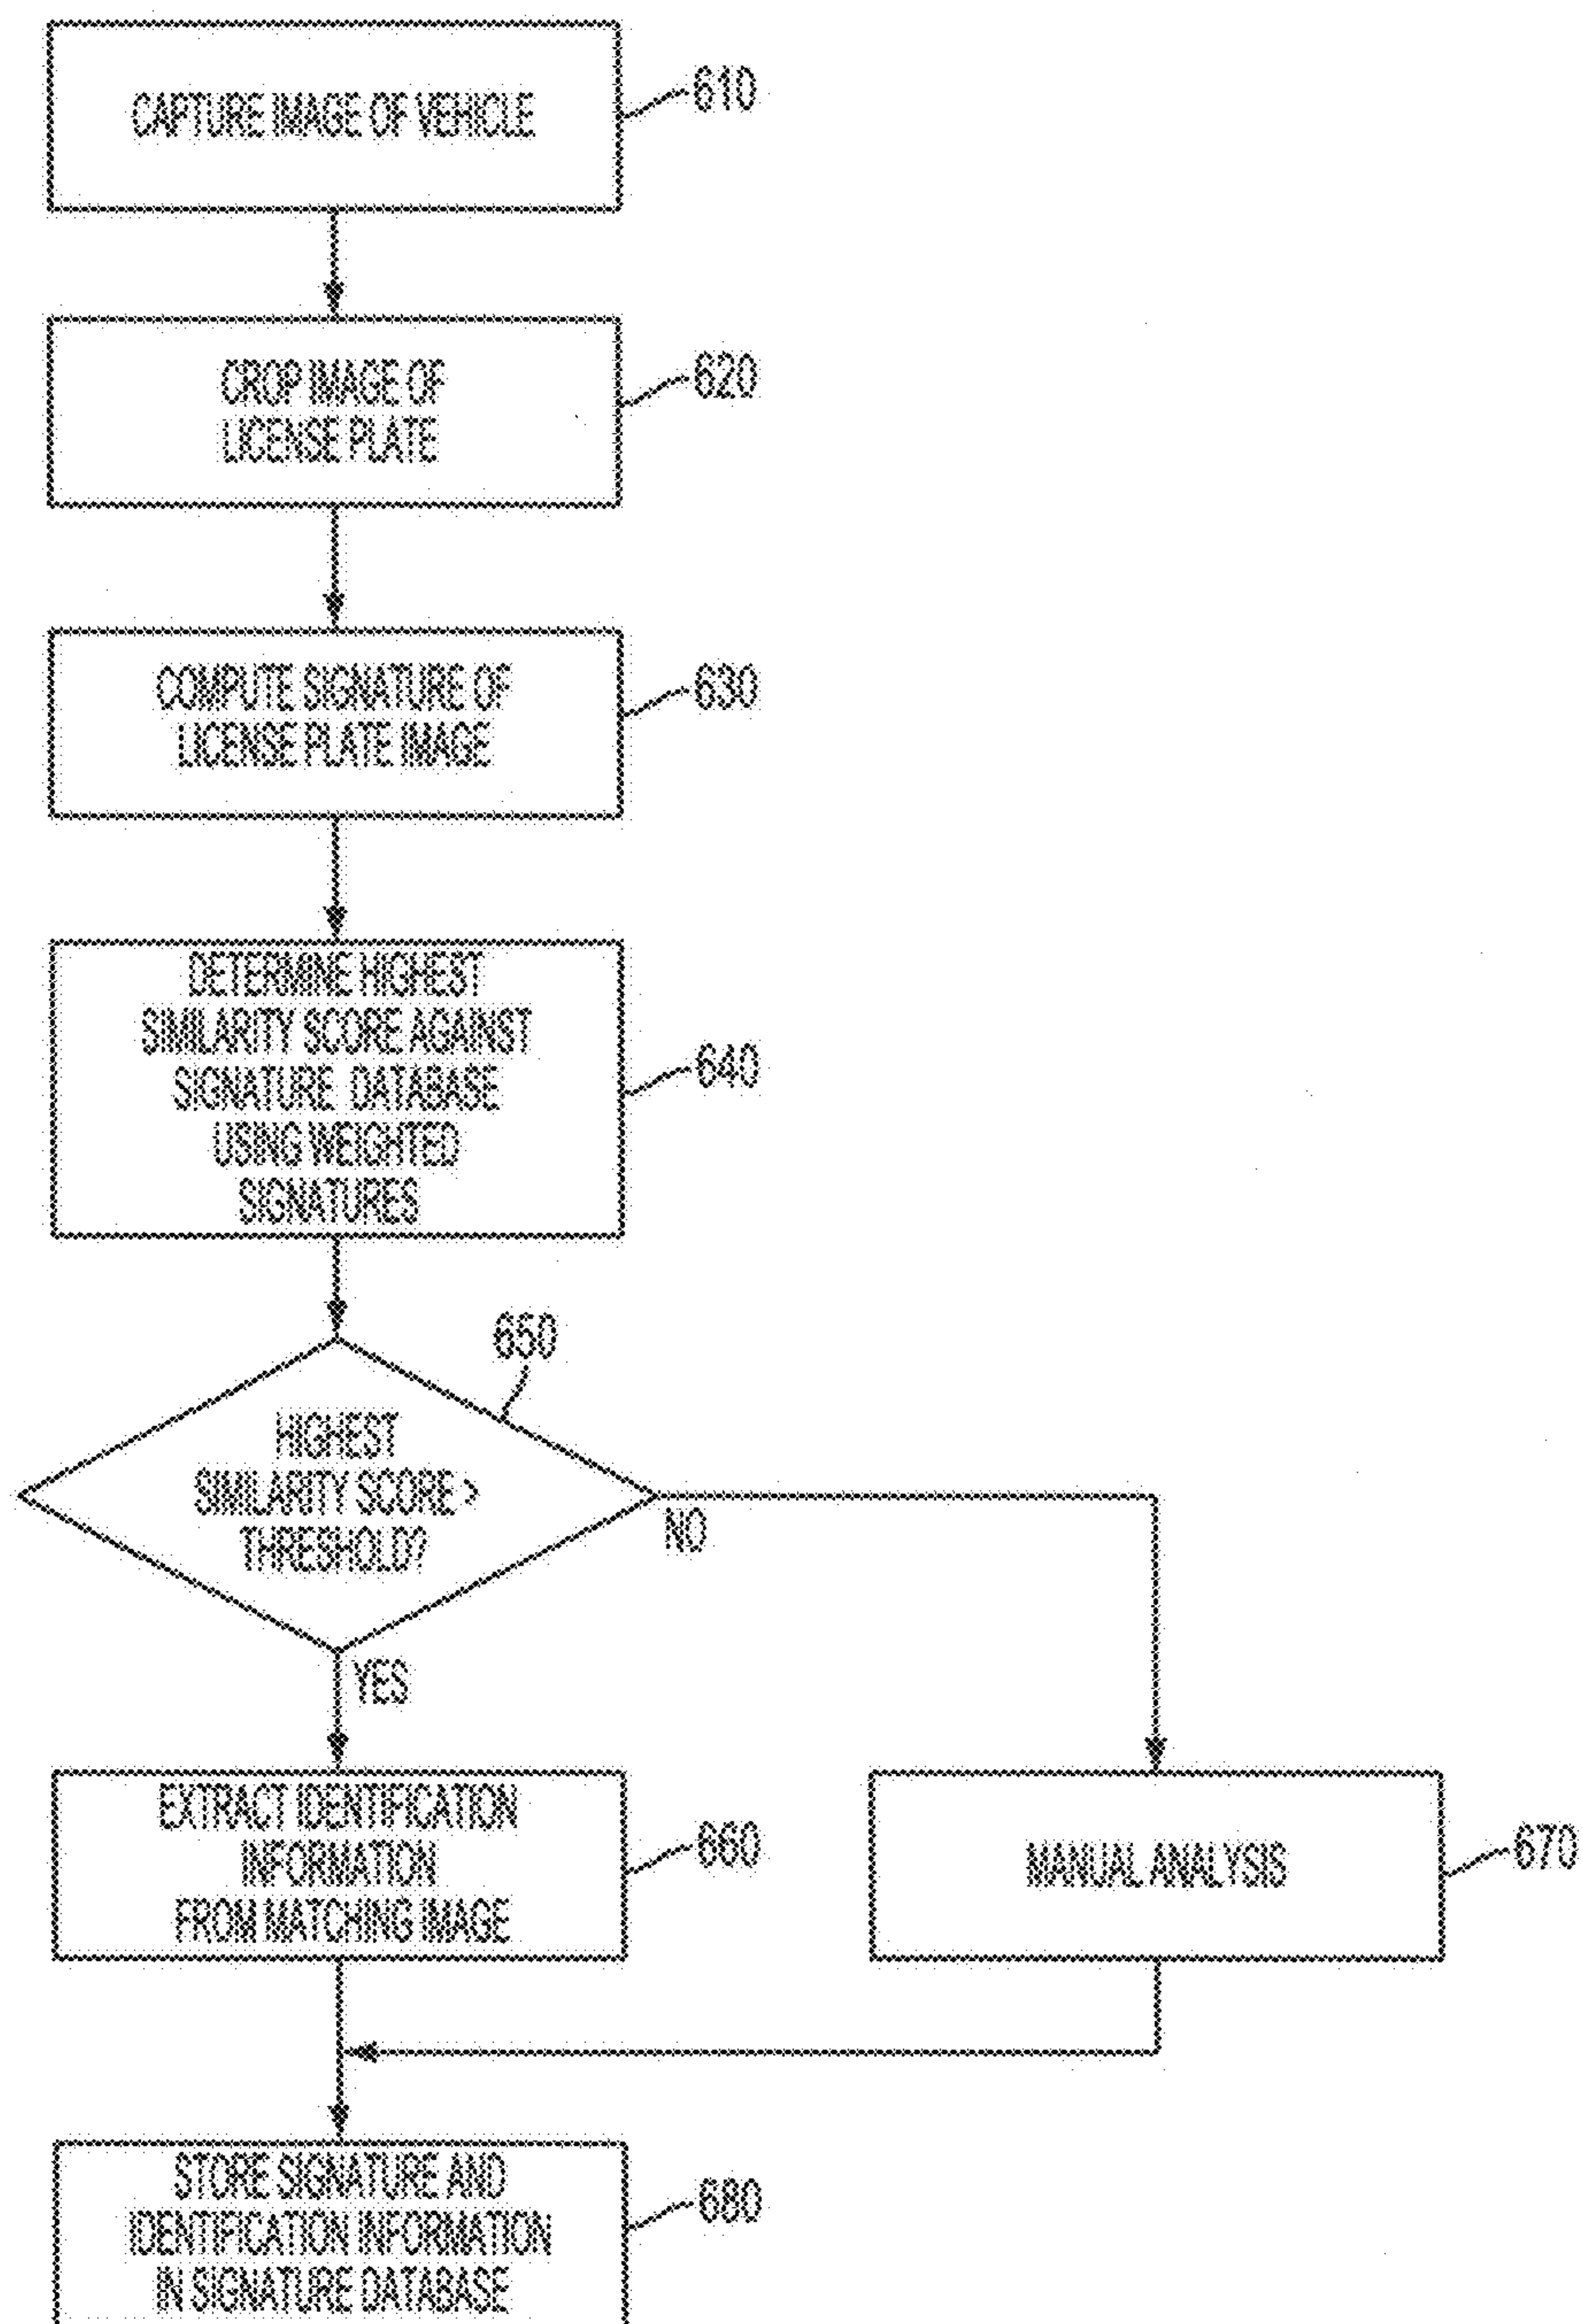 CAPTURE IMAGE OF VEHICLE
610
CROP IMAGE OF
LICENSE PLATE
620
COMPUTE SIGNATURE OF
LICENSE PLATE IMAGE
630
DETERMINE HIGHEST
SIMILARITY SCORE AGAINST
SIGNATURE DATABASE
USING WEIGHTED
SIGNATURES
640
650
HIGHEST
SIMILARITY SCORE >
THRESHOLD?
NO
YES
EXTRACT IDENTIFICATION
INFORMATION
FROM MATCHING IMAGE
660
MANUAL ANALYSIS
670
STORE SIGNATURE AND
IDENTIFICATION INFORMATION
IN SIGNATURE DATABASE
680